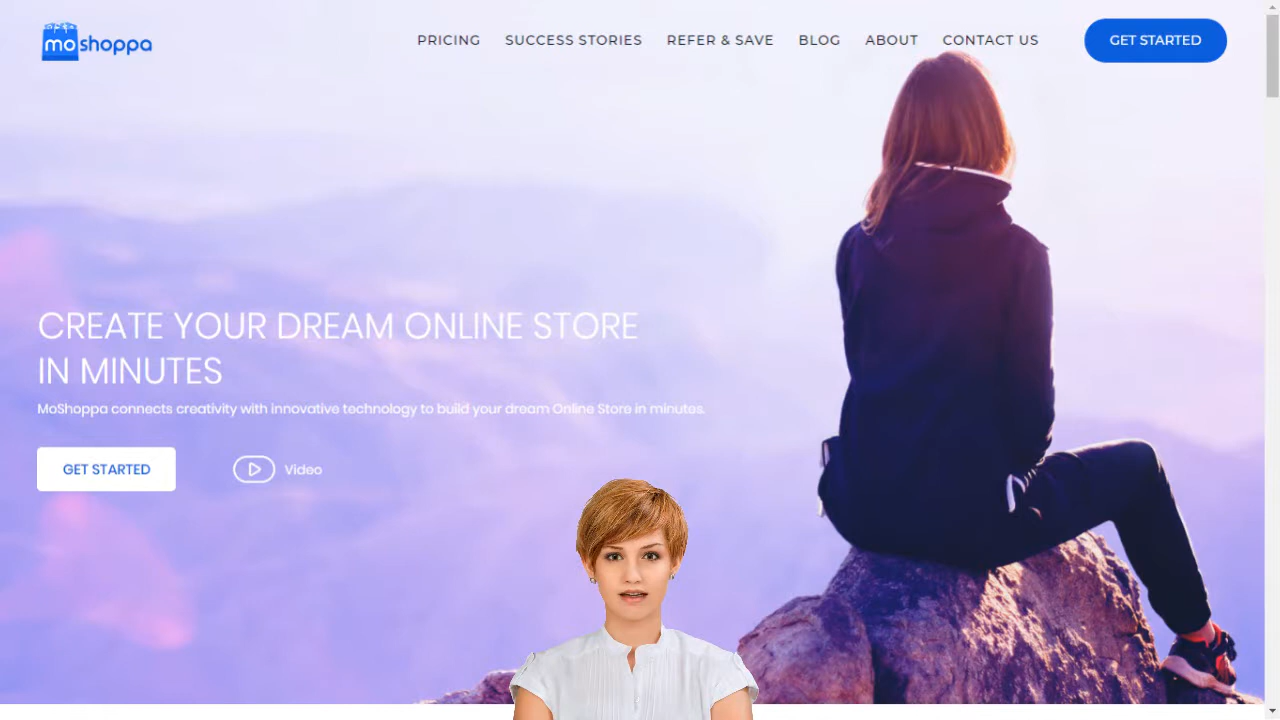 moshoppa
PRICING SUCCESS STORIES REFER & SAVE BLOG ABOUT CONTACT US GET STARTED
CREATE YOUR DREAM ONLINE STORE
IN MINUTES
MoShoppa connects creativity with innovative technology to build your dream Online Store in minutes.
GET STARTED Video